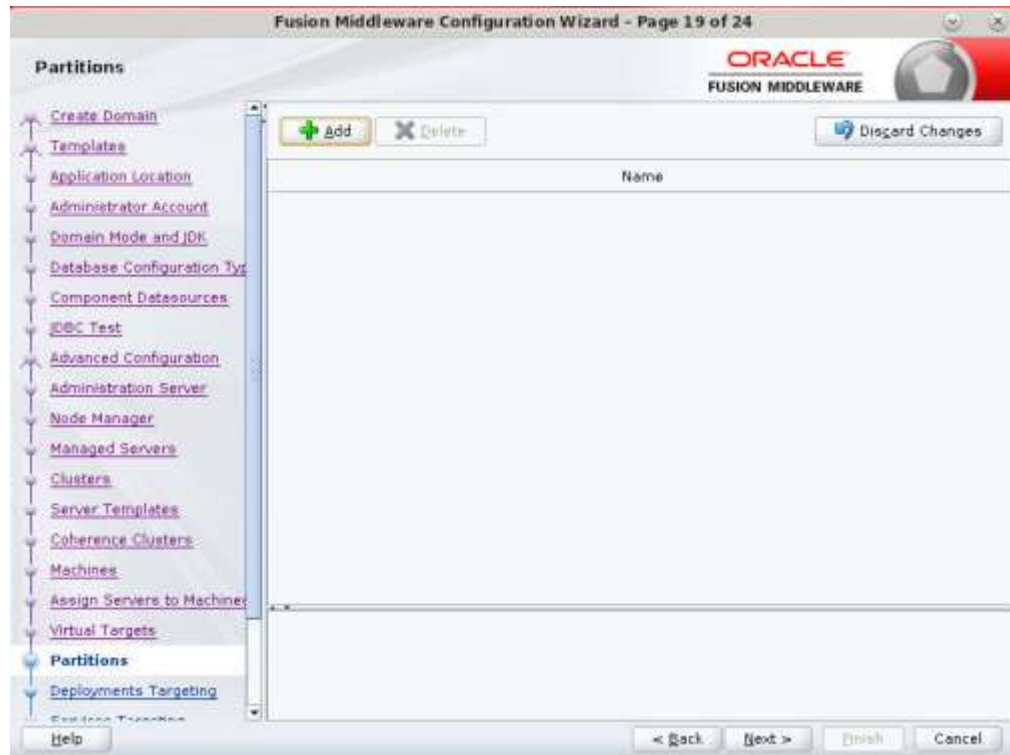 Fusion Middleware Configuration Wizard - Page 19 of 24
Partitions
ORACLE
FUSION MIDDLEWARE
Create Domain
Templates
Application Location
Administrator Account
Domain Mode and JDK
Database Configuration Typ
Component Datasources
JDBC Test
Advanced Configuration
Administration Server
Node Manager
Managed Servers
Clusters
Server Templates
Coherence Clusters
Machines
Assign Servers to Machines
Virtual Targets
Partitions
Deployments Targeting
Add
Delete
Discard Changes
Name
Help
< Back
Next >
Finish
Cancel